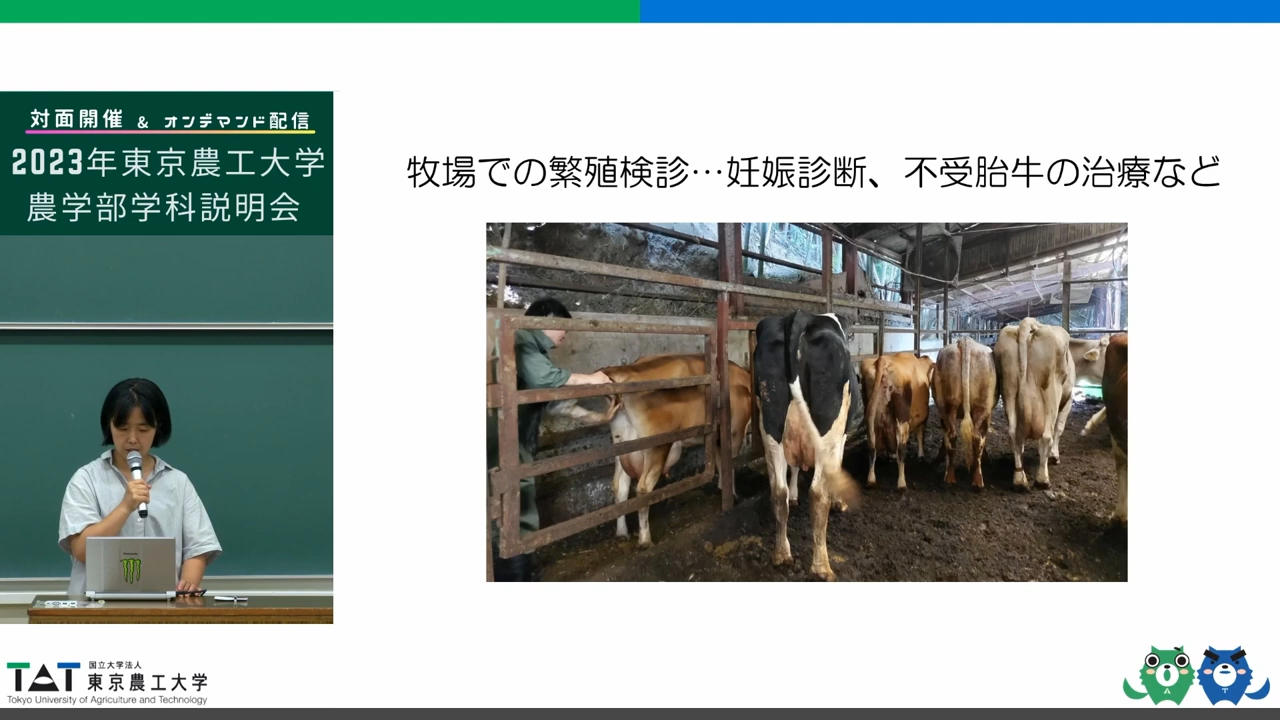 対面開催 & オンデマンド配信
2023年東京農工大学
農学部学科説明会
牧場での繁殖検診…妊娠診断、不受胎牛の治療など
TAT
国立大学法人
東京農工大学
Tokyo University of Agriculture and Technology
A
T